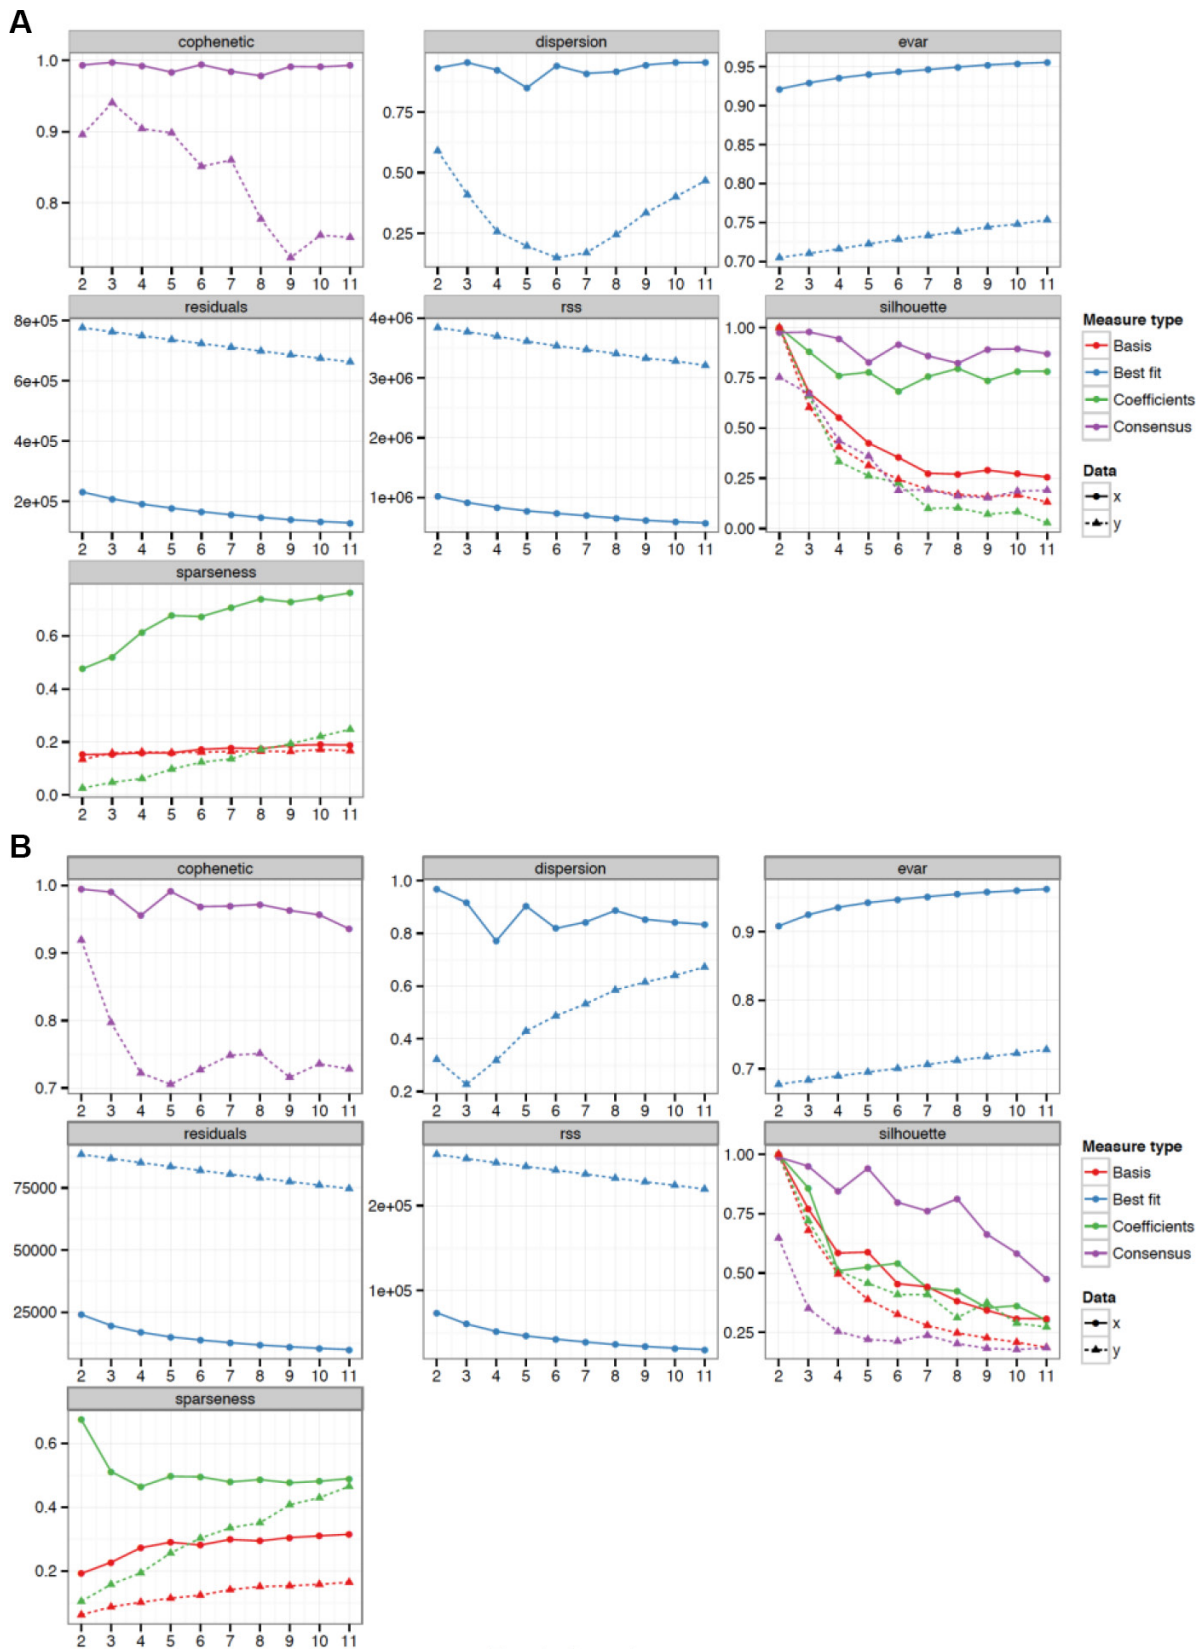 A
cophenetic
dispersion
evar
1.0
0.9
0.8
0.75
0.50
0.25
0.95
0.90
0.85
0.80
0.75
0.70
2 3 4 5 6 7 8 9 10 11
2 3 4 5 6 7 8 9 10 11
2 3 4 5 6 7 8 9 10 11
residuals
rss
silhouette
8e+05
6e+05
4e+05
2e+05
4e+06
3e+06
2e+06
1e+06
1.00
0.75
0.50
0.25
0.00
2 3 4 5 6 7 8 9 10 11
2 3 4 5 6 7 8 9 10 11
2 3 4 5 6 7 8 9 10 11
Measure type
Basis
Best fit
Coefficients
Consensus
Data
x
y
sparseness
0.6
0.4
0.2
0.0
2 3 4 5 6 7 8 9 10 11
B
cophenetic
dispersion
evar
1.0
0.9
0.8
0.7
1.0
0.8
0.6
0.4
0.2
0.9
0.8
0.7
2 3 4 5 6 7 8 9 10 11
2 3 4 5 6 7 8 9 10 11
2 3 4 5 6 7 8 9 10 11
residuals
rss
silhouette
75000
50000
25000
2e+05
1e+05
1.00
0.75
0.50
0.25
2 3 4 5 6 7 8 9 10 11
2 3 4 5 6 7 8 9 10 11
2 3 4 5 6 7 8 9 10 11
Measure type
Basis
Best fit
Coefficients
Consensus
Data
x
y
sparseness
0.6
0.4
0.2
2 3 4 5 6 7 8 9 10 11